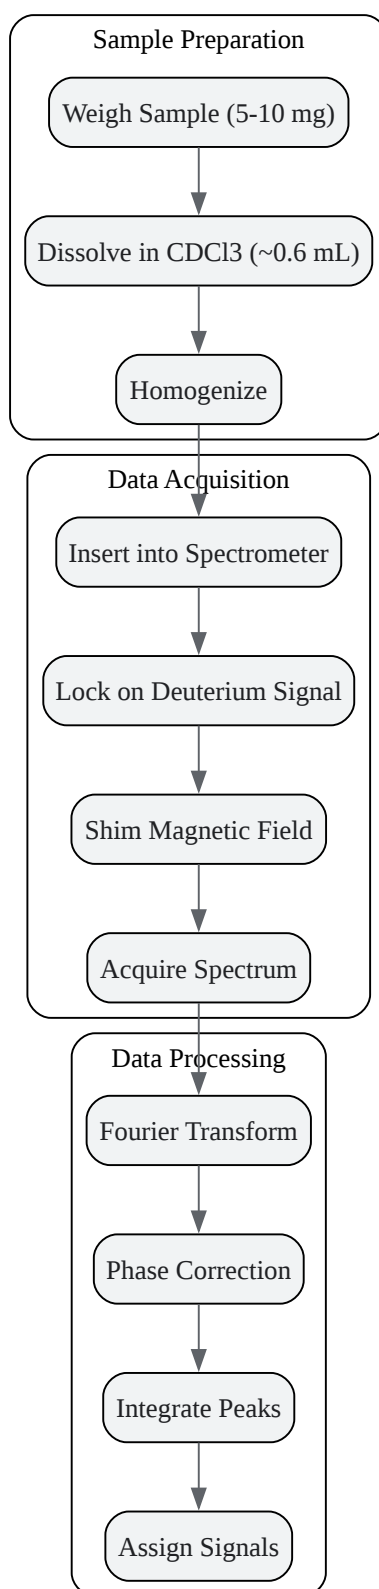 Sample Preparation
Weigh Sample (5-10 mg)
Dissolve in CDCl3 (~0.6 mL)
Homogenize
Data Acquisition
Insert into Spectrometer
Lock on Deuterium Signal
Shim Magnetic Field
Acquire Spectrum
Data Processing
Fourier Transform
Phase Correction
Integrate Peaks
Assign Signals